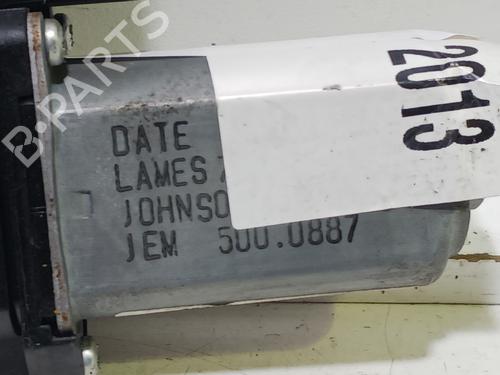 B-PARTS
2013
DATE
LAMES
JOHNSO
JEM 500.0887